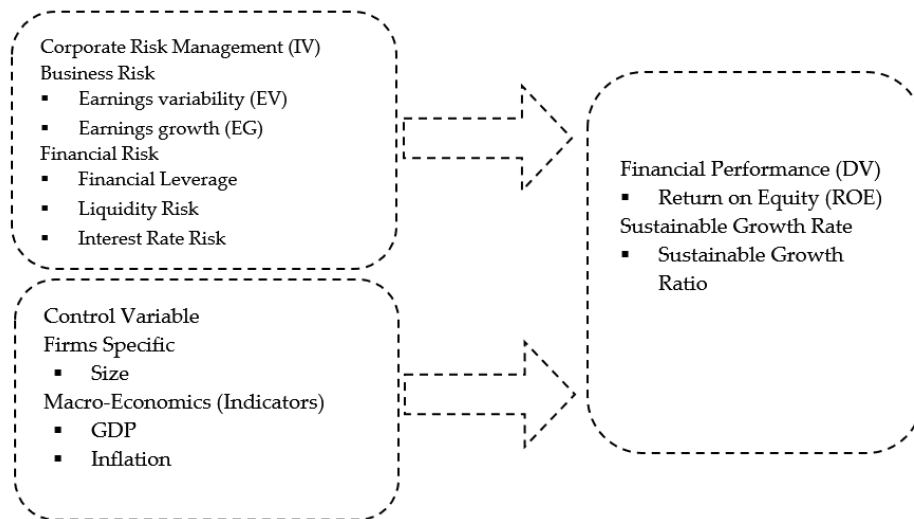 Corporate Risk Management (IV)
Business Risk
▪ Earnings variability (EV)
▪ Earnings growth (EG)
Financial Risk
▪ Financial Leverage
▪ Liquidity Risk
▪ Interest Rate Risk
Control Variable
Firms Specific
▪ Size
Macro-Economics (Indicators)
▪ GDP
▪ Inflation
Financial Performance (DV)
▪ Return on Equity (ROE)
Sustainable Growth Rate
▪ Sustainable Growth
Ratio